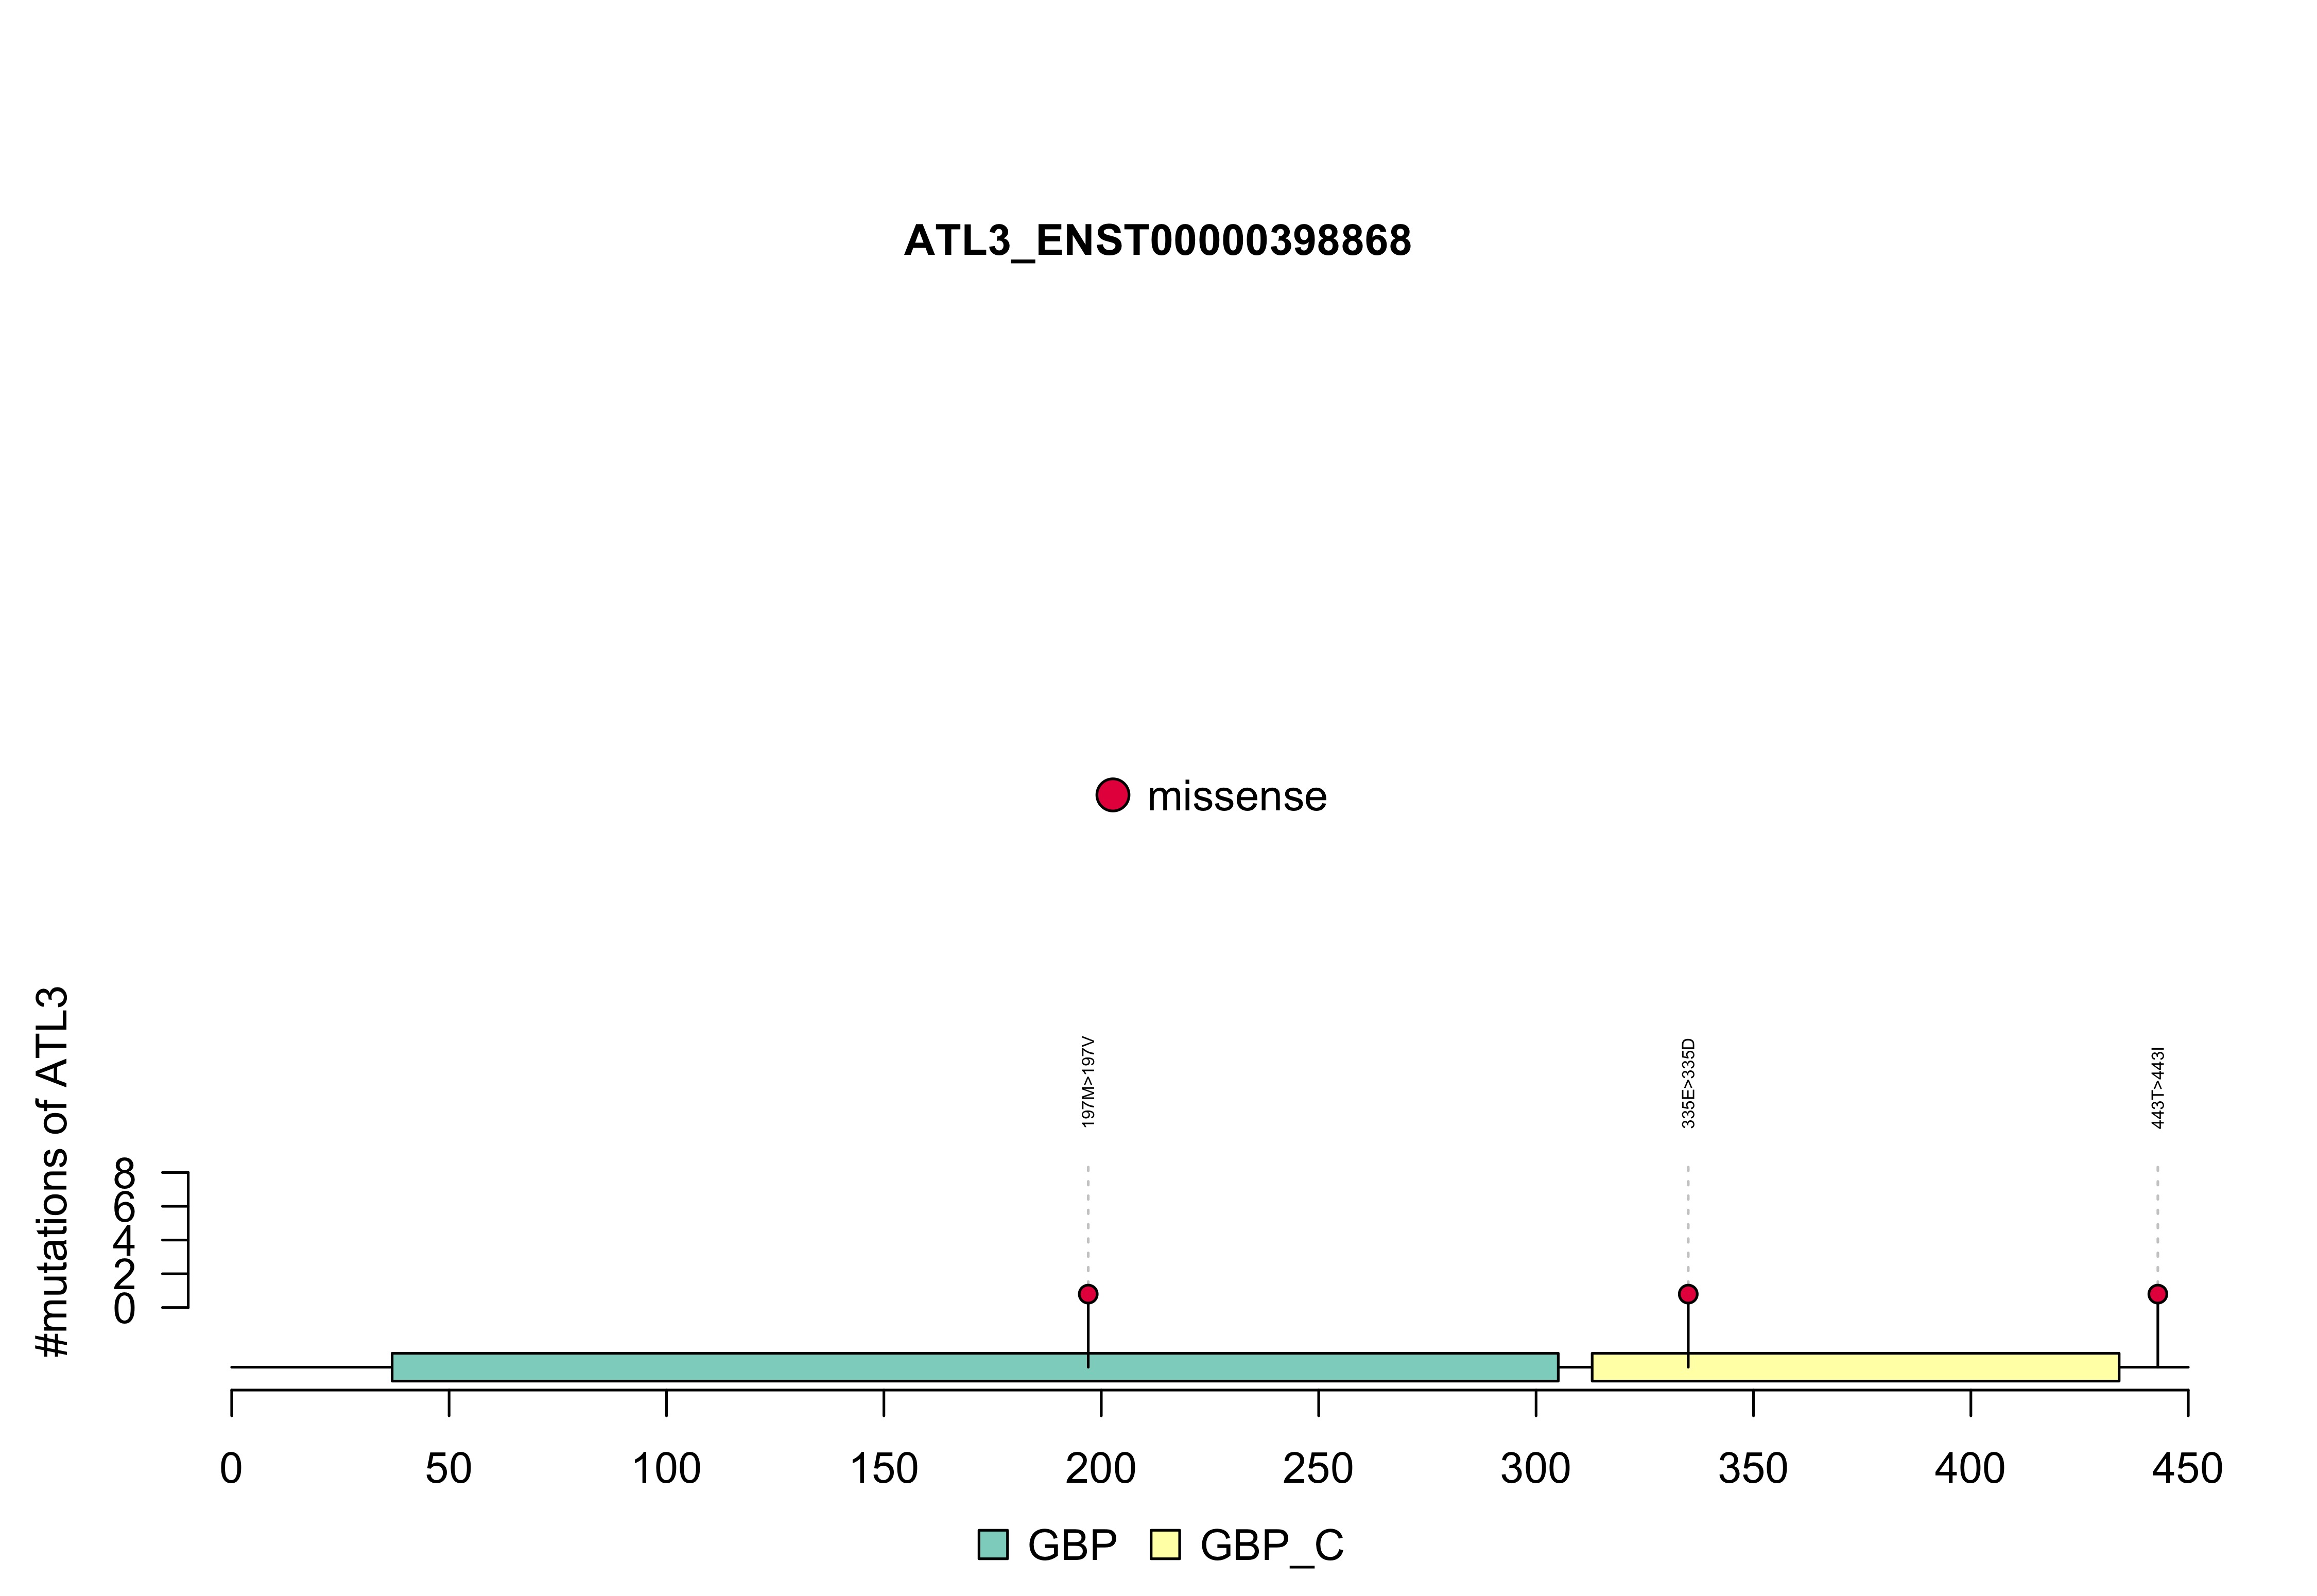 ATL3_ENST00000398868
missense
#mutations of ATL3
197M>197V
335E>335D
443T>443I
8
6
4
2
0
0 50 100 150 200 250 300 350 400 450
GBP GBP_C